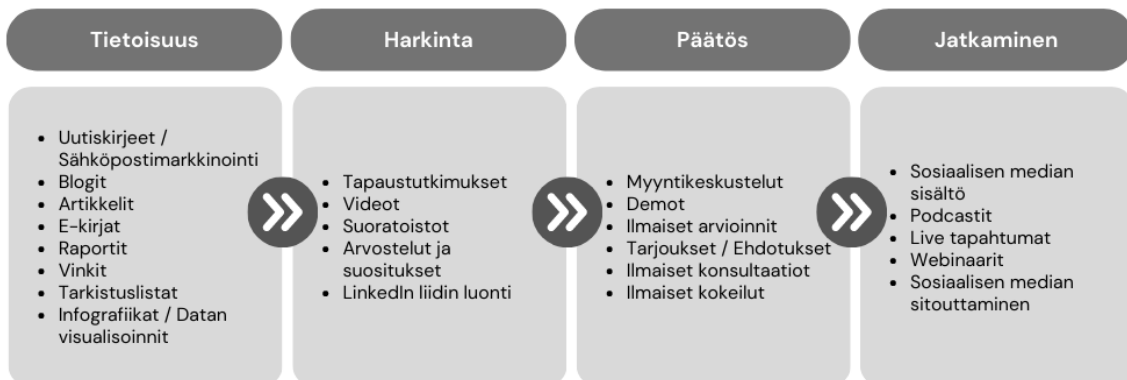 Tietoisuus
• Uutiskirjeet /
Sähköpostimarkkinointi
• Blogit
• Artikkelit
• E-kirjat
• Raportit
• Vinkit
• Tarkistuslistat
• Infografiikat / Datan
visualisoinnit
Harkinta
• Tapaustutkimukset
• Videot
• Suoratoistot
• Arvostelut ja
suositukset
• LinkedIn liidin luonti
Päätös
• Myyntikeskustelut
• Demot
• Ilmaiset arvioinnit
• Tarjoukset / Ehdotukset
• Ilmaiset konsultaatiot
• Ilmaiset kokeilut
Jatkaminen
• Sosiaalisen median
sisältö
• Podcastit
• Live tapahtumat
• Webinaarit
• Sosiaalisen median
sitouttaminen